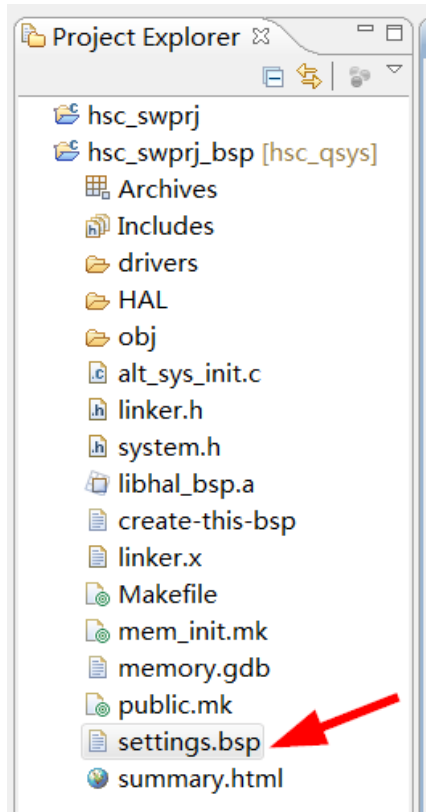 Project Explorer
hsc_swprj
hsc_swprj_bsp [hsc_qsys]
Archives
Includes
drivers
HAL
obj
alt_sys_init.c
linker.h
system.h
libhal_bsp.a
create-this-bsp
linker.x
Makefile
mem_init.mk
memory.gdb
public.mk
settings.bsp
summary.html